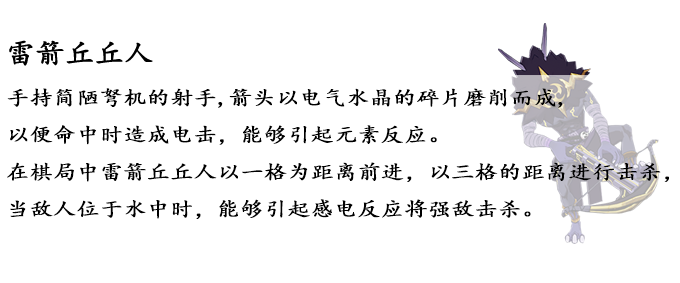 雷箭丘丘人
手持简陋弩机的射手,箭头以电气水晶的碎片磨削而成，
以便命中时造成电击，能够引起元素反应。
在棋局中雷箭丘丘人以一格为距离前进，以三格的距离进行击杀，
当敌人位于水中时，能够引起感电反应将强敌击杀。